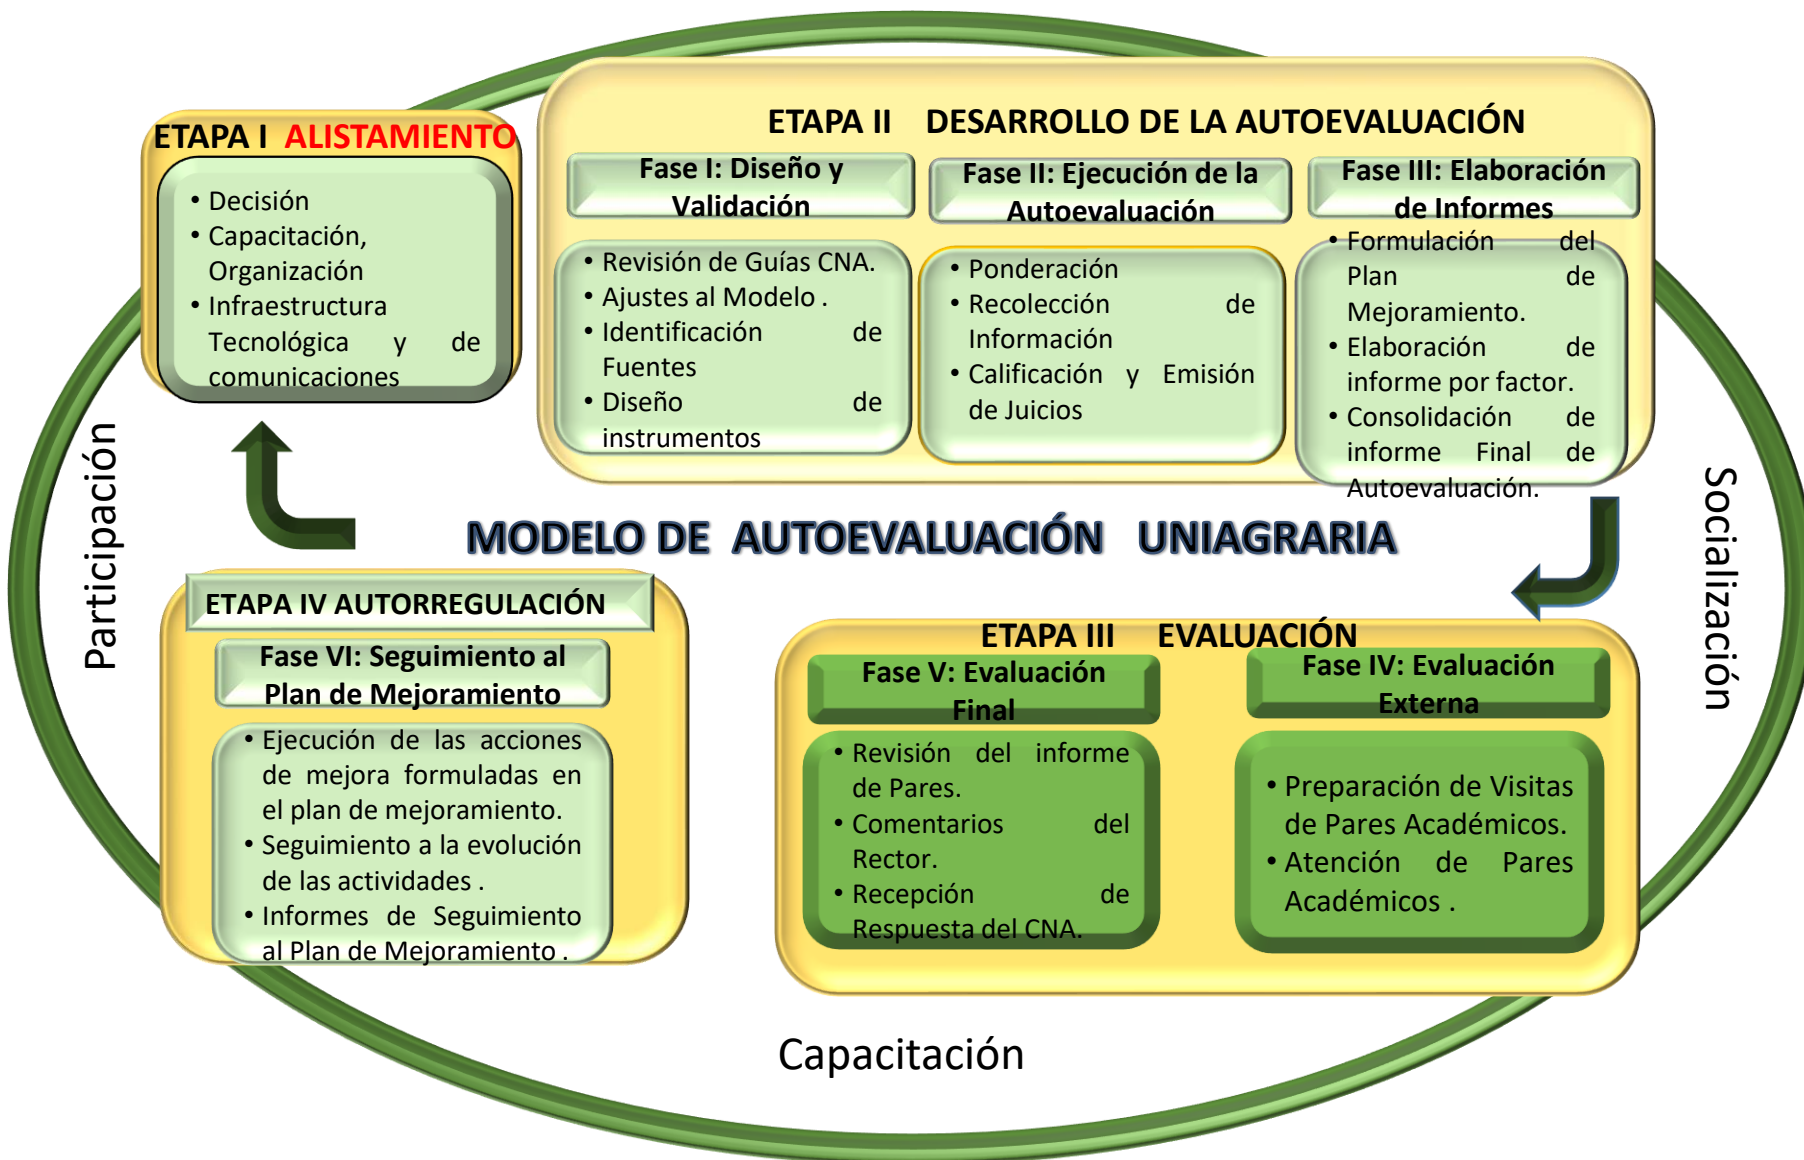 ETAPA I ALISTAMIENTO
• Decisión
• Capacitación,
Organización
• Infraestructura
Tecnológica y de
comunicaciones
ETAPA II DESARROLLO DE LA AUTOEVALUACIÓN
Fase I: Diseño y
Validación
• Revisión de Guías CNA.
• Ajustes al Modelo .
• Identificación de
Fuentes
• Diseño de
instrumentos
Fase II: Ejecución de la
Autoevaluación
• Ponderación
• Recolección de
Información
• Calificación y Emisión
de Juicios
Fase III: Elaboración
de Informes
• Formulación del
Plan de
Mejoramiento.
• Elaboración de
informe por factor.
• Consolidación de
informe Final de
Autoevaluación.
Participación
MODELO DE AUTOEVALUACIÓN UNIAGRARIA
Socialización
ETAPA IV AUTORREGULACIÓN
Fase VI: Seguimiento al
Plan de Mejoramiento
• Ejecución de las acciones
de mejora formuladas en
el plan de mejoramiento.
• Seguimiento a la evolución
de las actividades .
• Informes de Seguimiento
al Plan de Mejoramiento .
ETAPA III EVALUACIÓN
Fase V: Evaluación
Final
• Revisión del informe
de Pares.
• Comentarios del
Rector.
• Recepción de
Respuesta del CNA.
Fase IV: Evaluación
Externa
• Preparación de Visitas
de Pares Académicos.
• Atención de Pares
Académicos .
Capacitación